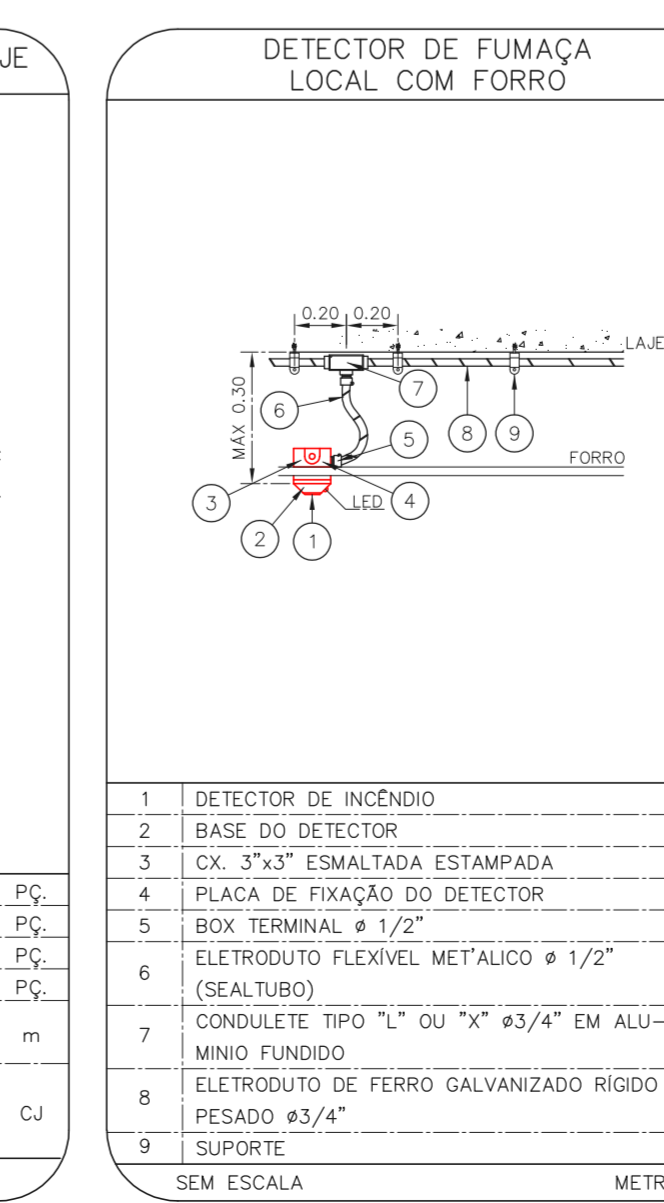 JE
DETECTOR DE FUMAÇA
LOCAL COM FORRO
0.20 0.20
LAJE
MÁX 0.30
7
6
5
8
9
FORRO
3
LED
4
2
1
1 DETECTOR DE INCÊNDIO
2 BASE DO DETECTOR
3 CX. 3"x3" ESMALTADA ESTAMPADA
PÇ.
4 PLACA DE FIXAÇÃO DO DETECTOR
PÇ.
5 BOX TERMINAL ø 1/2"
PÇ.
6 ELETRODUTO FLEXÍVEL MET'ALICO ø 1/2"
(SEALTUBO)
PÇ.
7 CONDULETE TIPO "L" OU "X" ø3/4" EM ALU-
MINIO FUNDIDO
m
8 ELETRODUTO DE FERRO GALVANIZADO RÍGIDO
PESADO ø3/4"
CJ
9 SUPORTE
SEM ESCALA METR